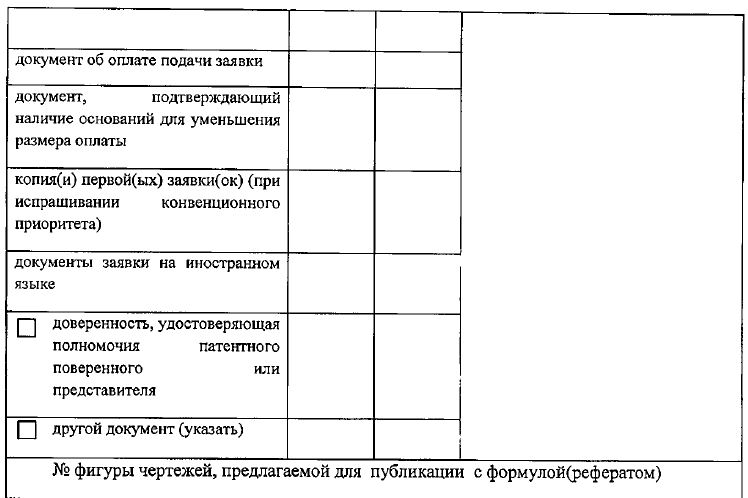 документ об оплате подачи заявки
документ, подтверждающий
наличие оснований для уменьшения
размера оплаты
копия(и) первой(ых) заявки(ок) (при
испрашивании конвенционного
приоритета)
документы заявки на иностранном
языке
доверенность, удостоверяющая
полномочия патентного
поверенного или
представителя
другой документ (указать)
№ фигуры чертежей, предлагаемой для публикации с формулой(рефератом)